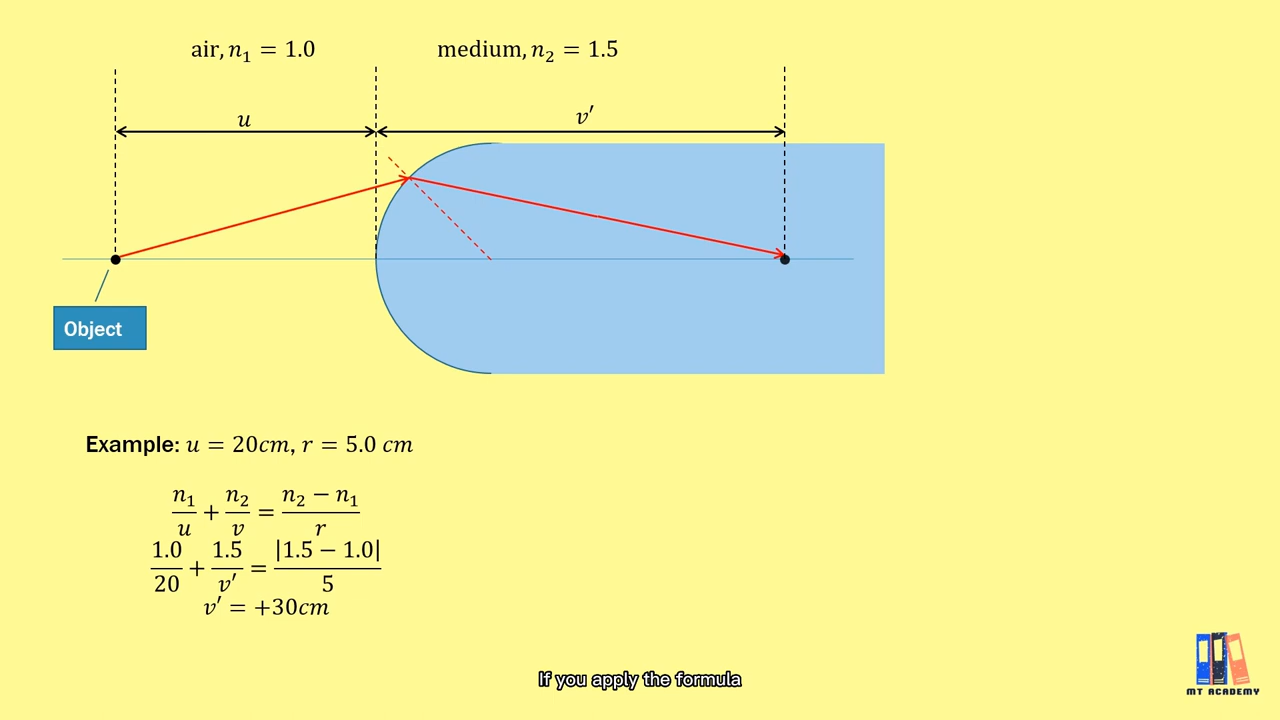 air, n₁ = 1.0
medium, n₂ = 1.5
u
v′
Object
Example: u = 20cm, r = 5.0 cm
n₁/u + n₂/v = (n₂ − n₁)/r
1.0/20 + 1.5/v′ = |1.5 − 1.0|/5
v′ = +30cm
If you apply the formula
MT ACADEMY